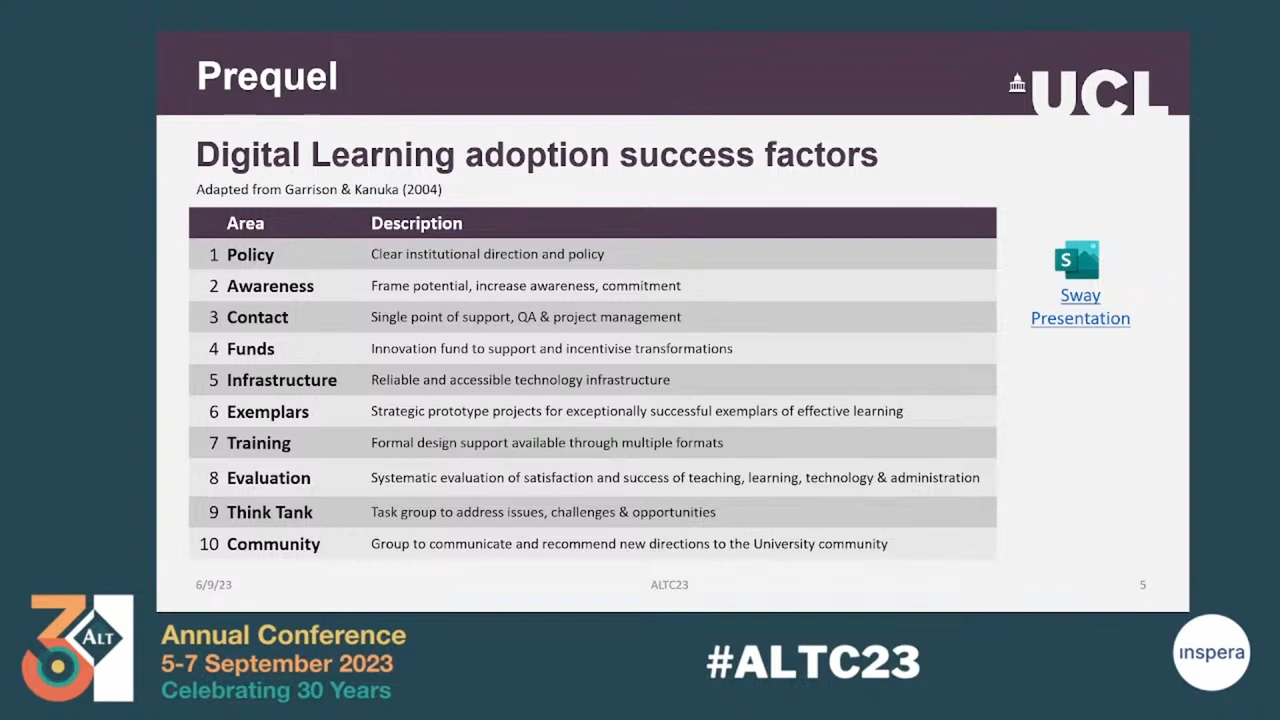 Prequel
UCL
Digital Learning adoption success factors
Adapted from Garrison & Kanuka (2004)
Area Description
1 Policy Clear institutional direction and policy
2 Awareness Frame potential, increase awareness, commitment
3 Contact Single point of support, QA & project management
4 Funds Innovation fund to support and incentivise transformations
5 Infrastructure Reliable and accessible technology infrastructure
6 Exemplars Strategic prototype projects for exceptionally successful exemplars of effective learning
7 Training Formal design support available through multiple formats
8 Evaluation Systematic evaluation of satisfaction and success of teaching, learning, technology & administration
9 Think Tank Task group to address issues, challenges & opportunities
10 Community Group to communicate and recommend new directions to the University community
S
Sway
Presentation
6/9/23 ALTC23 5
30
ALT
Annual Conference
5-7 September 2023
Celebrating 30 Years
#ALTC23
inspera